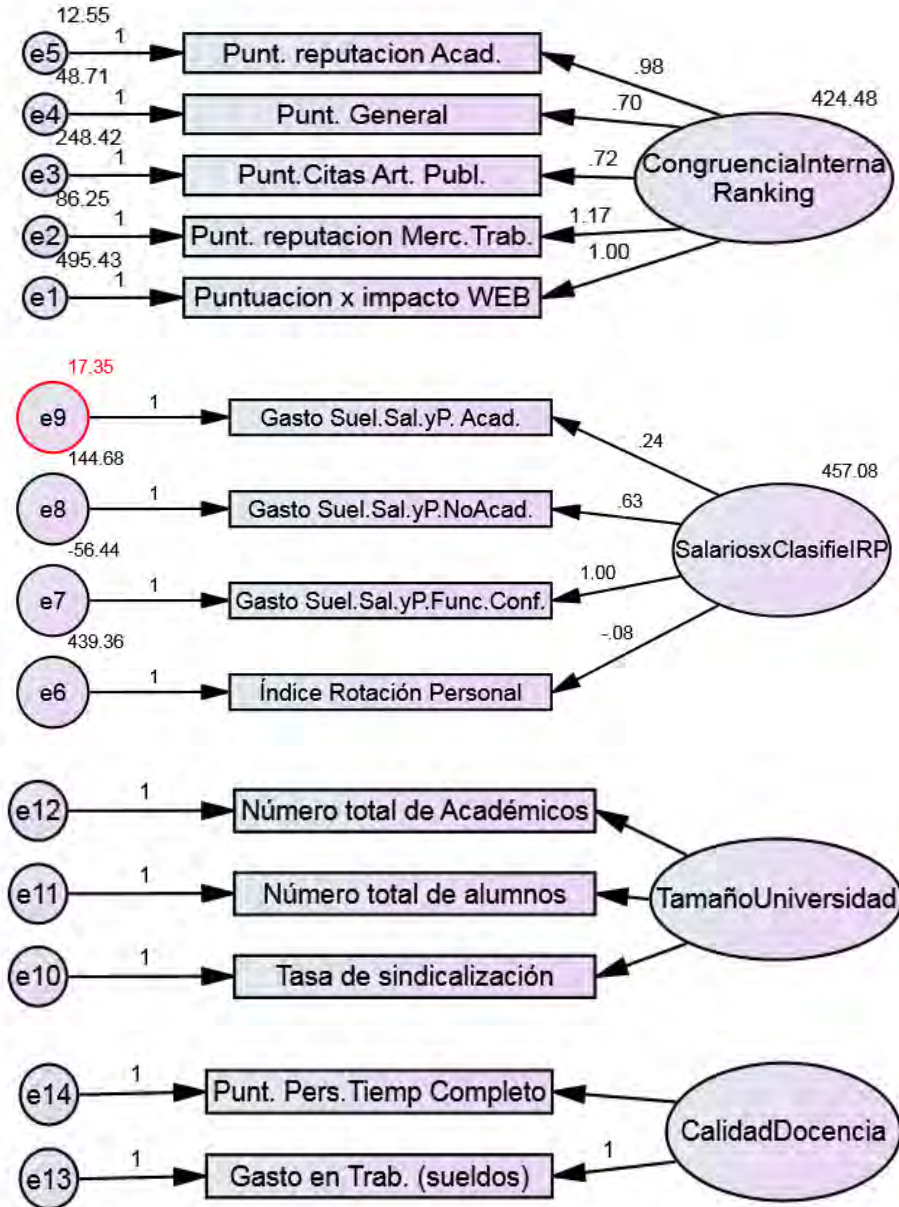 12.55
e5
1
Punt. reputacion Acad.
.98
48.71
e4
1
Punt. General
.70
424.48
248.42
e3
1
Punt.Citas Art. Publ.
.72
CongruenciaInterna
Ranking
86.25
e2
1
Punt. reputacion Merc.Trab.
1.17
495.43
e1
1
Puntuacion x impacto WEB
1.00
17.35
e9
1
Gasto Suel.Sal.yP. Acad.
.24
144.68
e8
1
Gasto Suel.Sal.yP.NoAcad.
.63
457.08
SalariosxClasifieIRP
-56.44
e7
1
Gasto Suel.Sal.yP.Func.Conf.
1.00
439.36
e6
1
Índice Rotación Personal
-.08
e12
1
Número total de Académicos
e11
1
Número total de alumnos
TamañoUniversidad
e10
1
Tasa de sindicalización
e14
1
Punt. Pers.Tiemp Completo
CalidadDocencia
e13
1
Gasto en Trab. (sueldos)
1